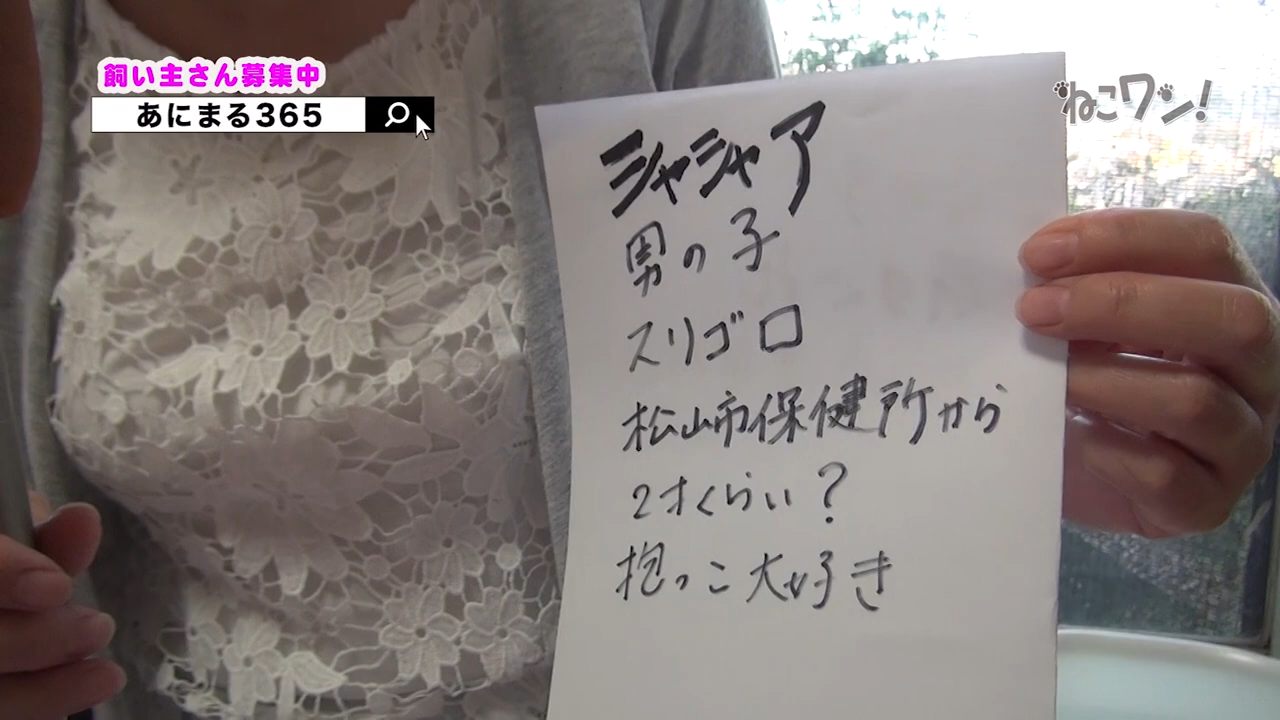 飼い主さん募集中
あにまる365
ねこワン!
シャシャア
男の子
スリゴロ
松山市保健所から
2才くらい?
抱っこ大好き